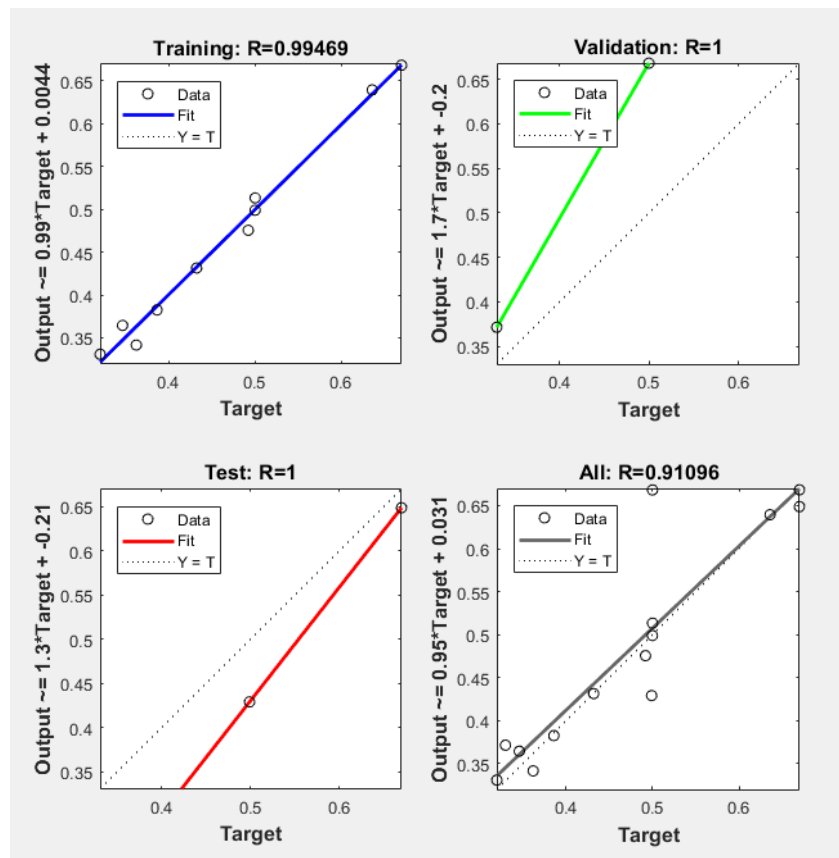 Training: R=0.99469
Output ~= 0.99*Target + 0.0044
0.65
0.6
0.55
0.5
0.45
0.4
0.35
Data
Fit
Y = T
0.4 0.5 0.6
Target
Validation: R=1
Output ~= 1.7*Target + -0.2
0.65
0.6
0.55
0.5
0.45
0.4
0.35
Data
Fit
Y = T
0.4 0.5 0.6
Target
Test: R=1
Output ~= 1.3*Target + -0.21
0.65
0.6
0.55
0.5
0.45
0.4
0.35
Data
Fit
Y = T
0.4 0.5 0.6
Target
All: R=0.91096
Output ~= 0.95*Target + 0.031
0.65
0.6
0.55
0.5
0.45
0.4
0.35
Data
Fit
Y = T
0.4 0.5 0.6
Target